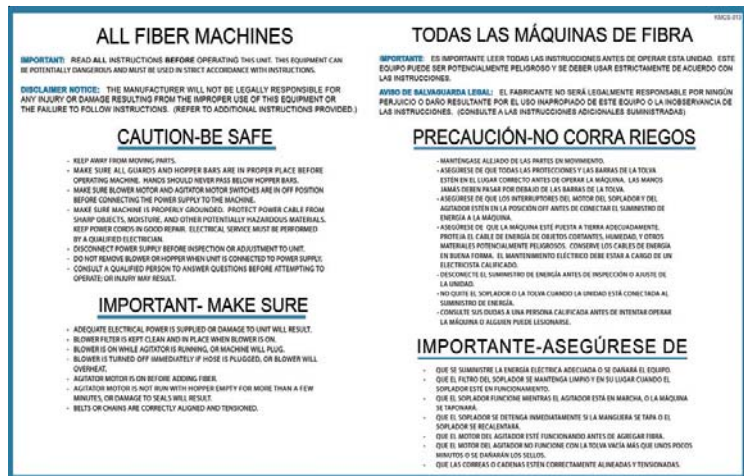 KMCS-013
ALL FIBER MACHINES
IMPORTANT: READ ALL INSTRUCTIONS BEFORE OPERATING THIS UNIT. THIS EQUIPMENT CAN
BE POTENTIALLY DANGEROUS AND MUST BE USED IN STRICT ACCORDANCE WITH INSTRUCTIONS.
DISCLAIMER NOTICE: THE MANUFACTURER WILL NOT BE LEGALLY RESPONSIBLE FOR
ANY INJURY OR DAMAGE RESULTING FROM THE IMPROPER USE OF THIS EQUIPMENT OR
THE FAILURE TO FOLLOW INSTRUCTIONS. (REFER TO ADDITIONAL INSTRUCTIONS PROVIDED.)
CAUTION-BE SAFE
- KEEP AWAY FROM MOVING PARTS.
- MAKE SURE ALL GUARDS AND HOPPER BARS ARE IN PROPER PLACE BEFORE
OPERATING MACHINE. HANDS SHOULD NEVER PASS BELOW HOPPER BARS.
- MAKE SURE BLOWER MOTOR AND AGITATOR MOTOR SWITCHES ARE IN OFF POSITION
BEFORE CONNECTING THE POWER SUPPLY TO THE MACHINE.
- MAKE SURE MACHINE IS PROPERLY GROUNDED. PROTECT POWER CABLE FROM
SHARP OBJECTS, MOISTURE, AND OTHER POTENTIALLY HAZARDOUS MATERIALS.
KEEP POWER CORDS IN GOOD REPAIR. ELECTRICAL SERVICE MUST BE PERFORMED
BY A QUALIFIED ELECTRICIAN.
- DISCONNECT POWER SUPPLY BEFORE INSPECTION OR ADJUSTMENT TO UNIT.
- DO NOT REMOVE BLOWER OR HOPPER WHEN UNIT IS CONNECTED TO POWER SUPPLY.
- CONSULT A QUALIFIED PERSON TO ANSWER QUESTIONS BEFORE ATTEMPTING TO
OPERATE; OR INJURY MAY RESULT.
IMPORTANT- MAKE SURE
- ADEQUATE ELECTRICAL POWER IS SUPPLIED OR DAMAGE TO UNIT WILL RESULT.
- BLOWER FILTER IS KEPT CLEAN AND IN PLACE WHEN BLOWER IS ON.
- BLOWER IS ON WHILE AGITATOR IS RUNNING, OR MACHINE WILL PLUG.
- BLOWER IS TURNED OFF IMMEDIATELY IF HOSE IS PLUGGED, OR BLOWER WILL
OVERHEAT.
- AGITATOR MOTOR IS ON BEFORE ADDING FIBER.
- AGITATOR MOTOR IS NOT RUN WITH HOPPER EMPTY FOR MORE THAN A FEW
MINUTES, OR DAMAGE TO SEALS WILL RESULT.
- BELTS OR CHAINS ARE CORRECTLY ALIGNED AND TENSIONED.
TODAS LAS MÁQUINAS DE FIBRA
IMPORTANTE: ES IMPORTANTE LEER TODAS LAS INSTRUCCIONES ANTES DE OPERAR ESTA UNIDAD. ESTE
EQUIPO PUEDE SER POTENCIALMENTE PELIGROSO Y SE DEBER USAR ESTRICTAMENTE DE ACUERDO CON
LAS INSTRUCCIONES.
AVISO DE SALVAGUARDA LEGAL: EL FABRICANTE NO SERÁ LEGALMENTE RESPONSABLE POR NINGÚN
PERJUICIO O DAÑO RESULTANTE POR EL USO INAPROPIADO DE ESTE EQUIPO O LA INOBSERVANCIA DE
LAS INSTRUCCIONES. (CONSULTE A LAS INSTRUCCIONES ADICIONALES SUMINISTRADAS)
PRECAUCIÓN-NO CORRA RIEGOS
- MANTÉNGASE ALEJADO DE LAS PARTES EN MOVIMIENTO.
- ASEGÚRESE DE QUE TODAS LAS PROTECCIONES Y LAS BARRAS DE LA TOLVA
ESTÉN EN EL LUGAR CORRECTO ANTES DE OPERAR LA MÁQUINA. LAS MANOS
JAMÁS DEBEN PASAR POR DEBAJO DE LAS BARRAS DE LA TOLVA.
- ASEGÚRESE DE QUE LOS INTERRUPTORES DEL MOTOR DEL SOPLADOR Y DEL
AGITADOR ESTÉN EN LA POSICIÓN OFF ANTES DE CONECTAR EL SUMINISTRO DE
ENERGÍA A LA MÁQUINA.
- ASEGÚRESE DE QUE LA MÁQUINA ESTÉ PUESTA A TIERRA ADECUADAMENTE.
PROTEJA EL CABLE DE ENERGÍA DE OBJETOS CORTANTES, HUMEDAD, Y OTROS
MATERIALES POTENCIALMENTE PELIGROSOS. CONSERVE LOS CABLES DE ENERGÍA
EN BUENA FORMA. EL MANTENIMIENTO ELÉCTRICO DEBE ESTAR A CARGO DE UN
ELECTRICISTA CALIFICADO.
- DESCONECTE EL SUMINISTRO DE ENERGÍA ANTES DE INSPECCIÓN O AJUSTE DE
LA UNIDAD.
- NO QUITE EL SOPLADOR O LA TOLVA CUANDO LA UNIDAD ESTÁ CONECTADA AL
SUMINISTRO DE ENERGÍA.
- CONSULTE SUS DUDAS A UNA PERSONA CALIFICADA ANTES DE INTENTAR OPERAR
LA MÁQUINA O ALGUIEN PUEDE LESIONARSE.
IMPORTANTE-ASEGÚRESE DE
- QUE SE SUMINISTRE LA ENERGÍA ELÉCTRICA ADECUADA O SE DAÑARÁ EL EQUIPO.
- QUE EL FILTRO DEL SOPLADOR SE MANTENGA LIMPIO Y EN SU LUGAR CUANDO EL
SOPLADOR ESTÉ EN FUNCIONAMIENTO.
- QUE EL SOPLADOR FUNCIONE MIENTRAS EL AGITADOR ESTÁ EN MARCHA, O LA MÁQUINA
SE TAPONARÁ.
- QUE EL SOPLADOR SE DETENGA INMEDIATAMENTE SI LA MANGUERA SE TAPA O EL
SOPLADOR SE RECALENTARÁ.
- QUE EL MOTOR DEL AGITADOR ESTÉ FUNCIONANDO ANTES DE AGREGAR FIBRA.
- QUE EL MOTOR DEL AGITADOR NO FUNCIONE CON LA TOLVA VACÍA MÁS QUE UNOS POCOS
MINUTOS O SE DAÑARÁN LOS SELLOS.
- QUE LAS CORREAS O CADENAS ESTÉN CORRECTAMENTE ALINEADAS Y TENSIONADAS.